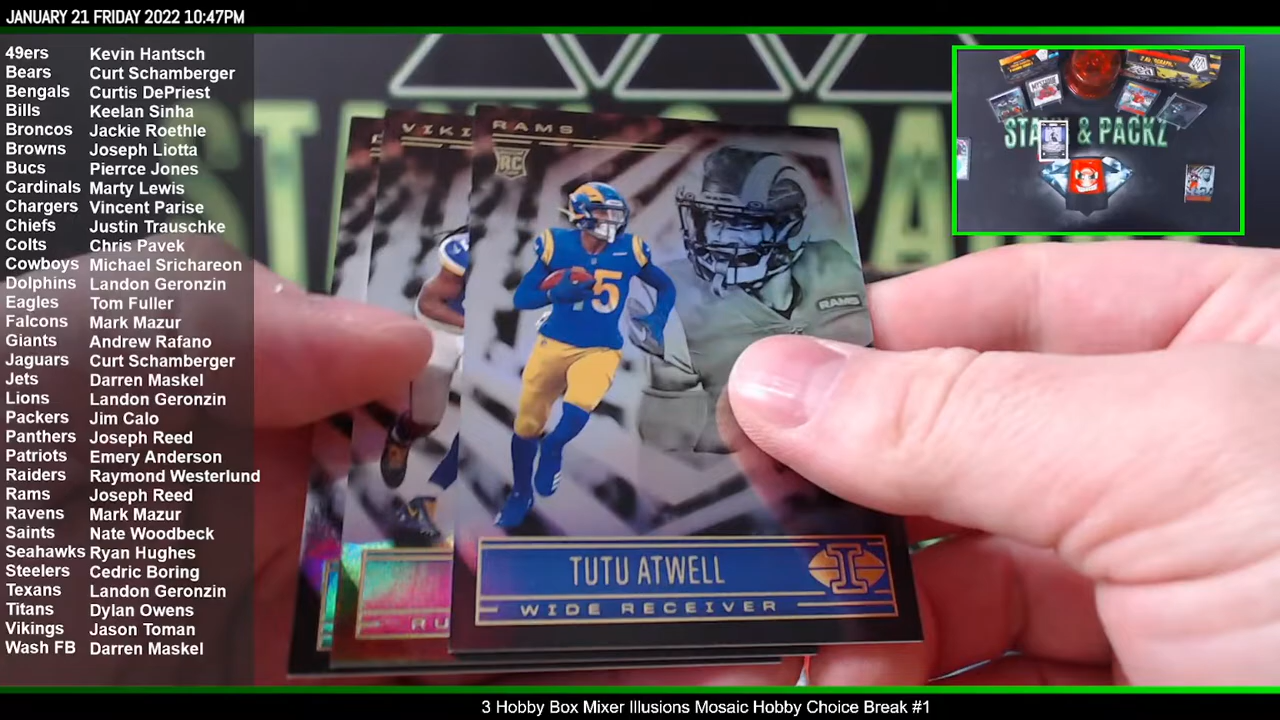 JANUARY 21 FRIDAY 2022 10:47PM
49ers Kevin Hantsch
Bears Curt Schamberger
Bengals Curtis DePriest
Bills Keelan Sinha
Broncos Jackie Roethle
Browns Joseph Liotta
Bucs Pierrce Jones
Cardinals Marty Lewis
Chargers Vincent Parise
Chiefs Justin Trauschke
Colts Chris Pavek
Cowboys Michael Srichareon
Dolphins Landon Geronzin
Eagles Tom Fuller
Falcons Mark Mazur
Giants Andrew Rafano
Jaguars Curt Schamberger
Jets Darren Maskel
Lions Landon Geronzin
Packers Jim Calo
Panthers Joseph Reed
Patriots Emery Anderson
Raiders Raymond Westerlund
Rams Joseph Reed
Ravens Mark Mazur
Saints Nate Woodbeck
Seahawks Ryan Hughes
Steelers Cedric Boring
Texans Landon Geronzin
Titans Dylan Owens
Vikings Jason Toman
Wash FB Darren Maskel
VIKI
RAMS
RC
5
RAMS
TUTU ATWELL
I
WIDE RECEIVER
RU
& PACKZ
3 Hobby Box Mixer Illusions Mosaic Hobby Choice Break #1